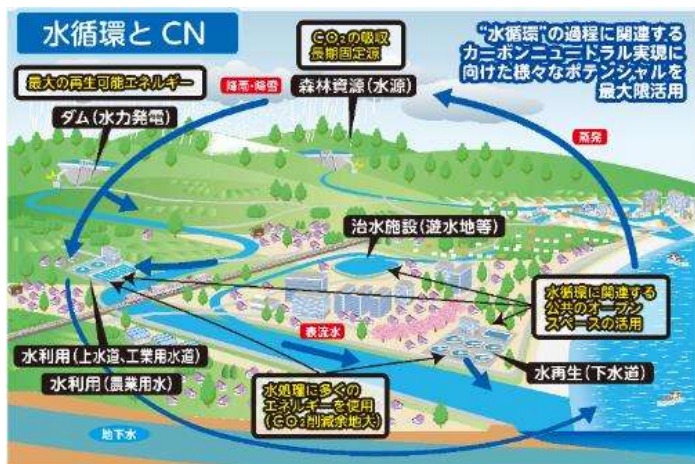 水循環とCN
CO₂の吸収
長期固定源
"水循環"の過程に関連する
カーボンニュートラル実現に
向けた様々なポテンシャルを
最大限活用
最大の再生可能エネルギー
降雨・降雪
森林資源(水源)
ダム(水力発電)
蒸発
治水施設(遊水地等)
水循環に関連する
公共のオープン
スペースの活用
表流水
水利用(上水道、工業用水道)
水利用(農業用水)
水処理に多くの
エネルギーを使用
(CO₂削減余地大)
水再生(下水道)
地下水